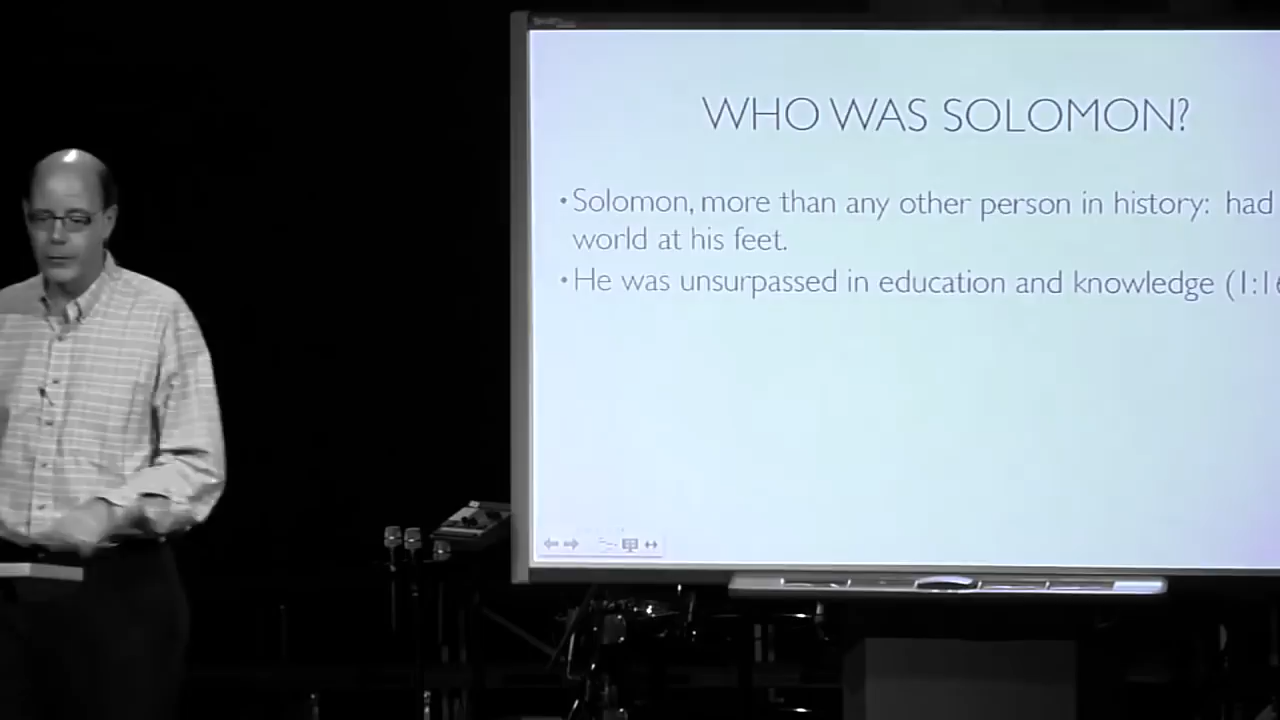 WHO WAS SOLOMON?
• Solomon, more than any other person in history: had
world at his feet.
• He was unsurpassed in education and knowledge (1:16